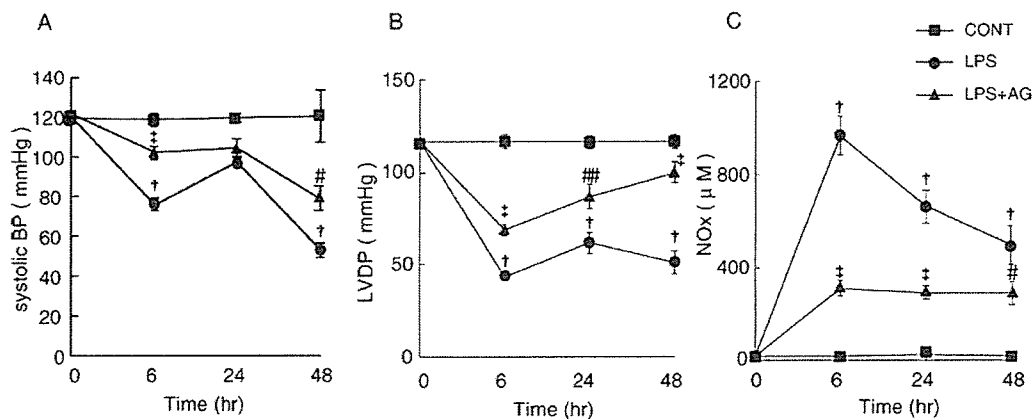 A
B
C
CONT
LPS
LPS+AG
systolic BP ( mmHg)
140
120
100
80
60
40
20
0
‡
†
#
†
0 6 24 48
Time (hr)
LVDP ( mmHg)
150
100
50
0
‡
†
##
†
‡
†
0 6 24 48
Time (hr)
NOx ( μ M)
1200
800
400
0
†
†
†
‡
‡
#
0 6 24 48
Time (hr)